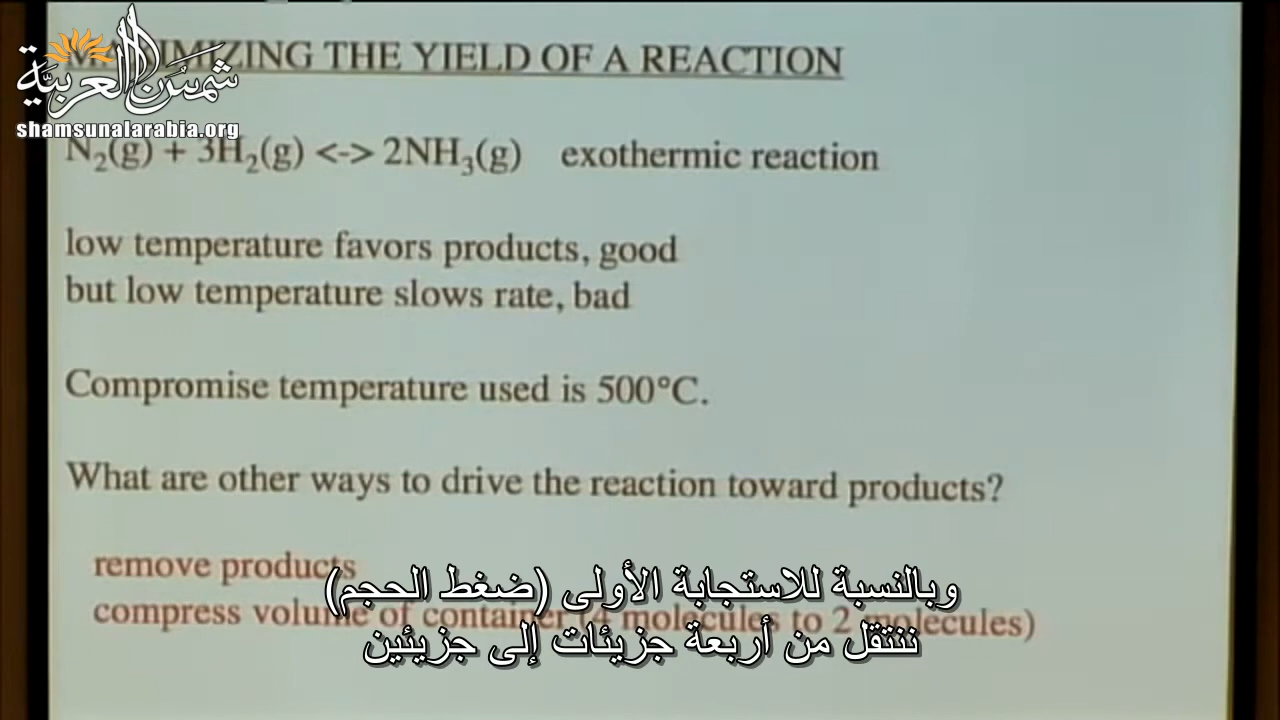 شمس العربية
shamsunalarabia.org
MAXIMIZING THE YIELD OF A REACTION
N₂(g) + 3H₂(g) <-> 2NH₃(g) exothermic reaction
low temperature favors products, good
but low temperature slows rate, bad
Compromise temperature used is 500°C.
What are other ways to drive the reaction toward products?
remove products
compress volume of container (4 molecules to 2 molecules)
وبالنسبة للاستجابة الأولى (ضغط الحجم)
ننتقل من أربعة جزيئات إلى جزيئين